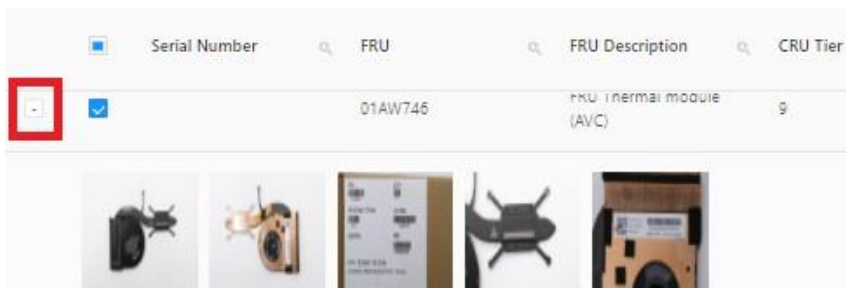 Serial Number FRU FRU Description CRU Tier
FRU Thermal module
- 01AW746 (AVC) 9